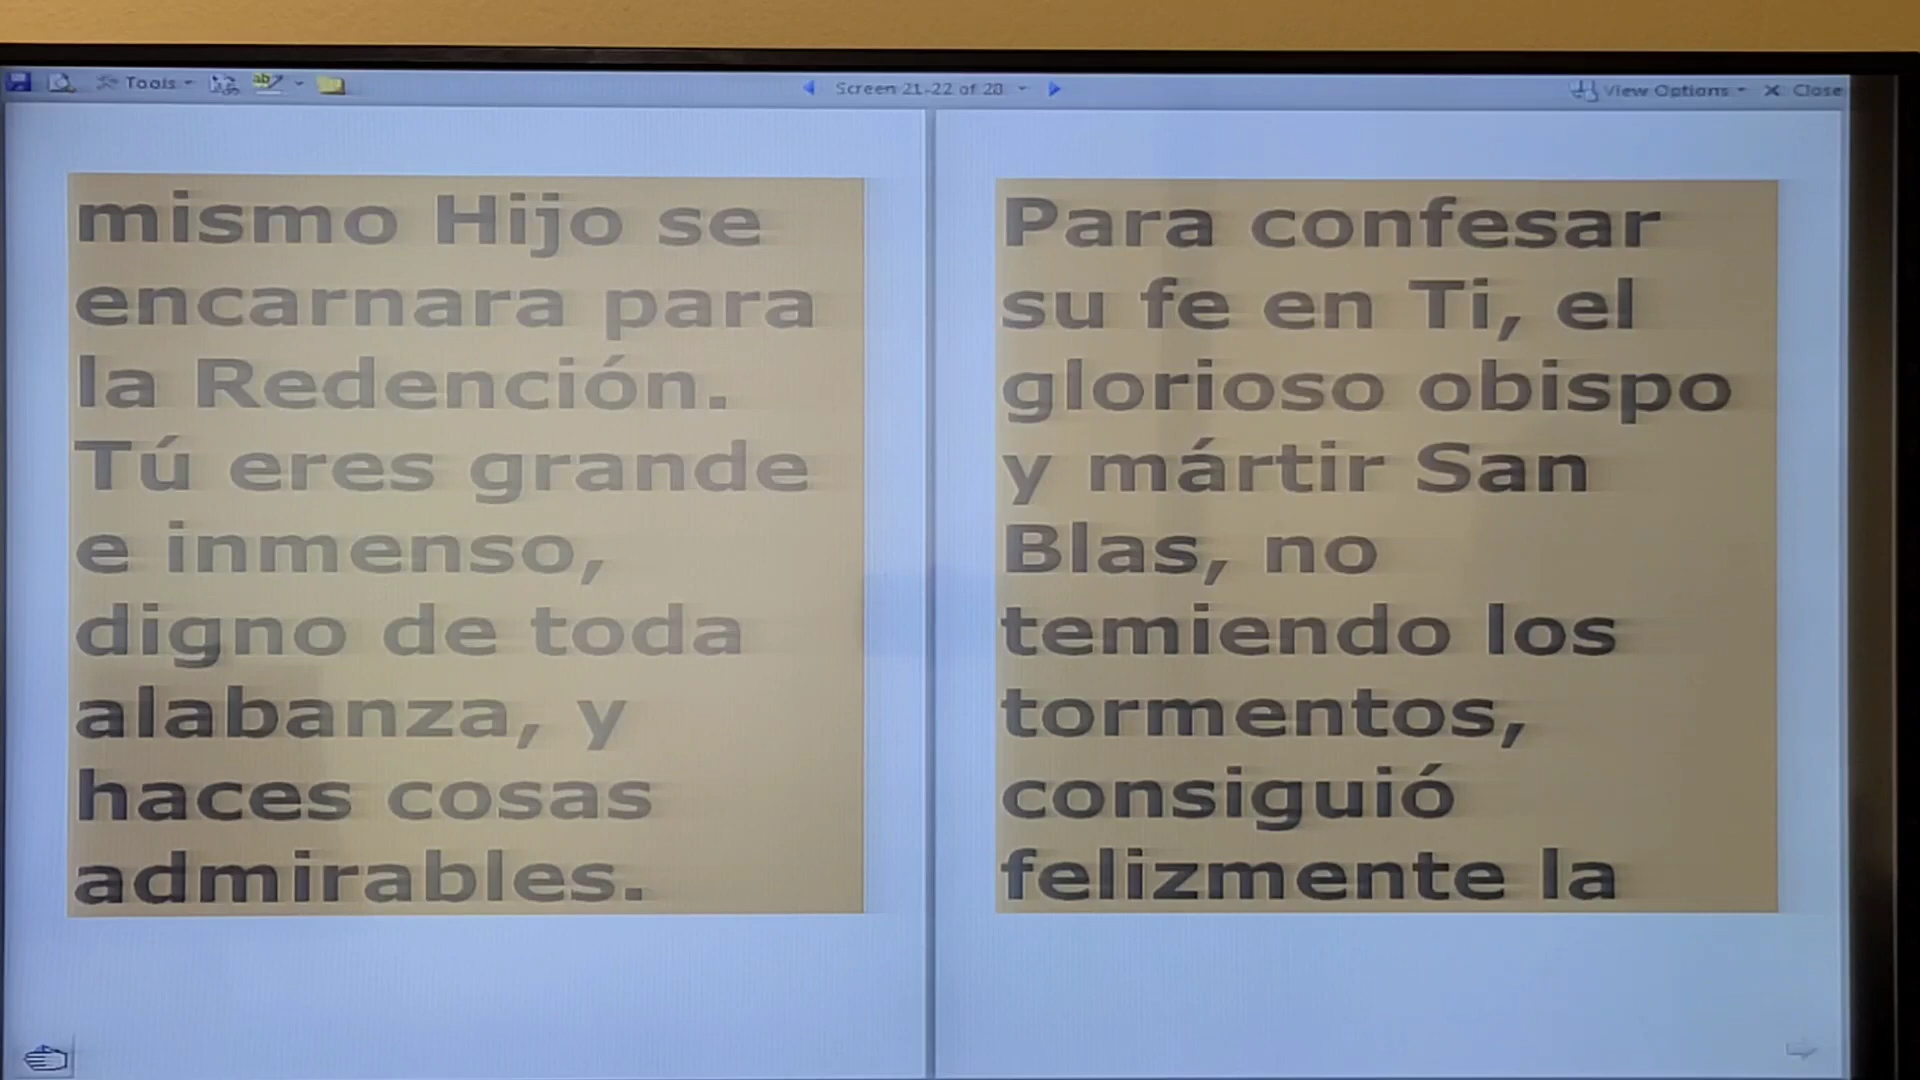 Tools
Screen 21-22 of 28
View Options
Close
mismo Hijo se
encarnara para
la Redención.
Tú eres grande
e inmenso,
digno de toda
alabanza, y
haces cosas
admirables.
Para confesar
su fe en Ti, el
glorioso obispo
y mártir San
Blas, no
temiendo los
tormentos,
consiguió
felizmente la